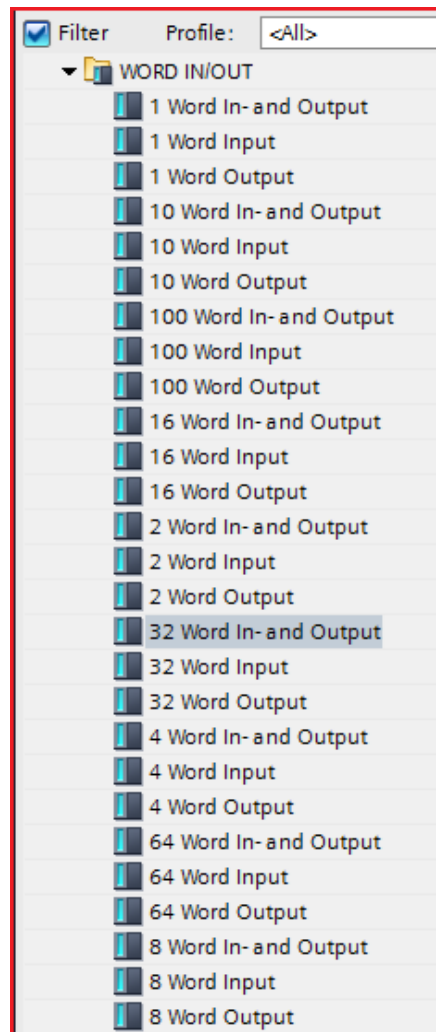 Filter Profile: <All>
WORD IN/OUT
1 Word In- and Output
1 Word Input
1 Word Output
10 Word In- and Output
10 Word Input
10 Word Output
100 Word In- and Output
100 Word Input
100 Word Output
16 Word In- and Output
16 Word Input
16 Word Output
2 Word In- and Output
2 Word Input
2 Word Output
32 Word In- and Output
32 Word Input
32 Word Output
4 Word In- and Output
4 Word Input
4 Word Output
64 Word In- and Output
64 Word Input
64 Word Output
8 Word In- and Output
8 Word Input
8 Word Output